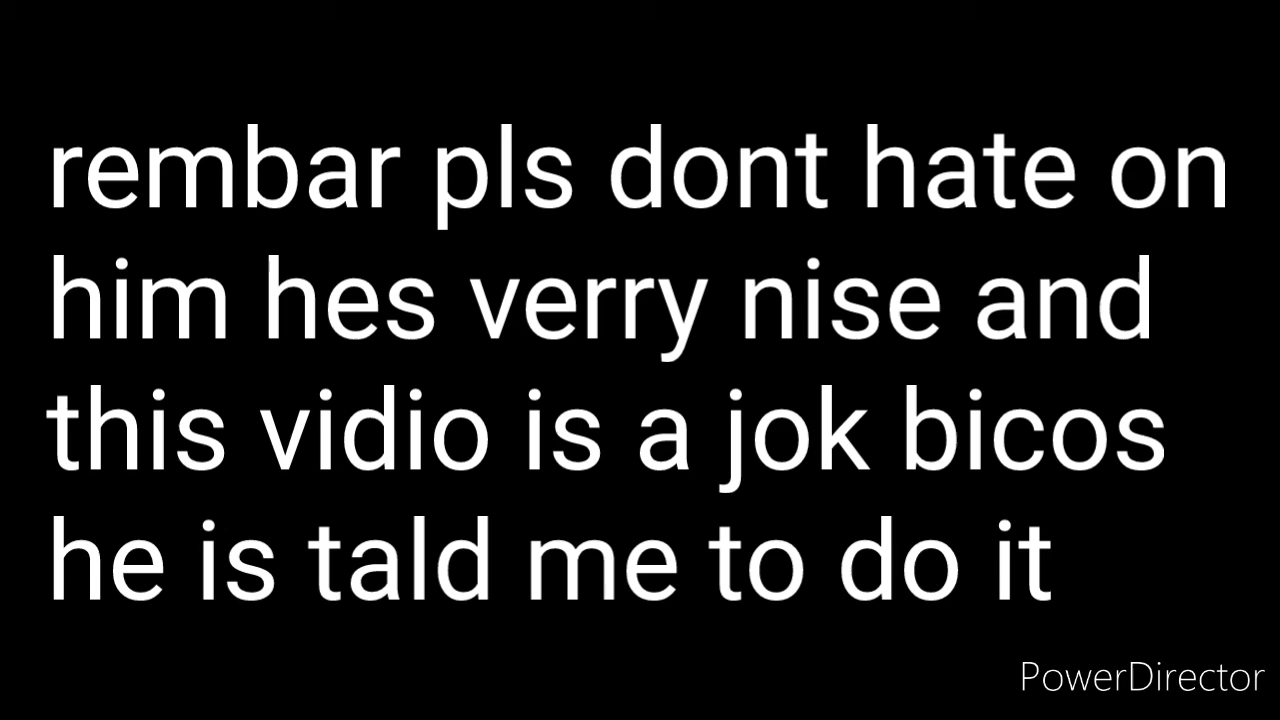 rembar pls dont hate on
him hes verry nise and
this vidio is a jok bicos
he is tald me to do it
PowerDirector